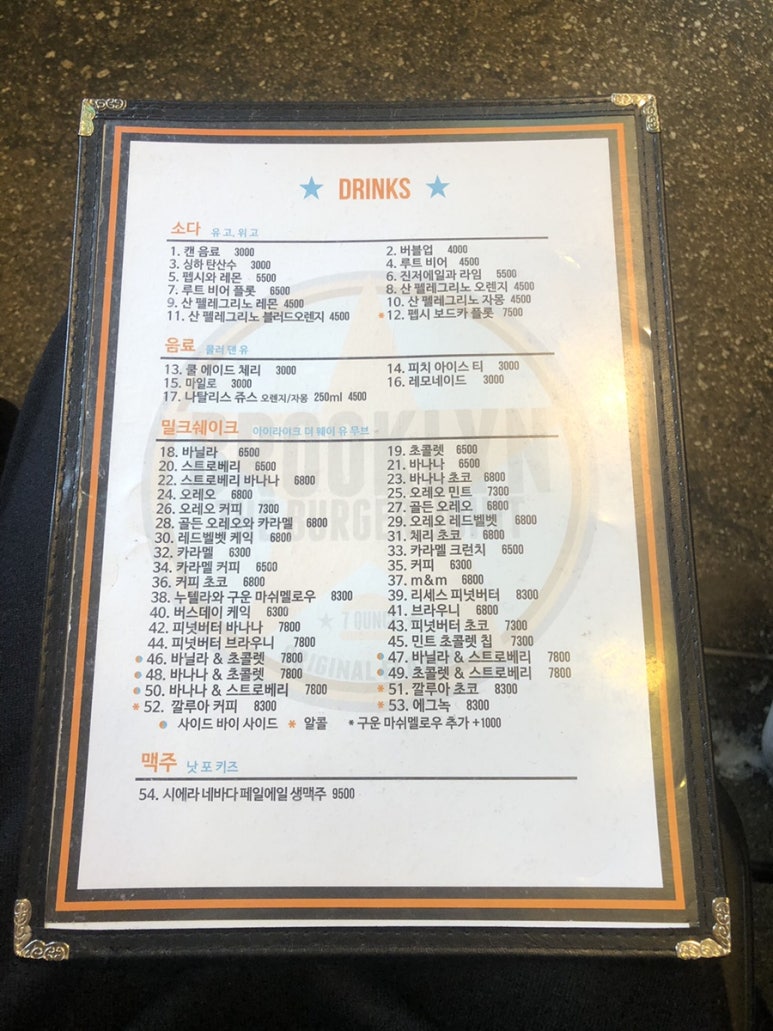 DRINKS
소다 유 고, 위 고
1. 캔 음료 3000 2. 버블업 4000
3. 싱하 탄산수 3000 4. 루트 비어 4500
5. 펩시와 레몬 5500 6. 진저에일과 라임 5500
7. 루트 비어 플롯 6500 8. 산 펠레그리노 오렌지 4500
9. 산 펠레그리노 레몬 4500 10. 산 펠레그리노 자몽 4500
11. 산 펠레그리노 블러드오렌지 4500 *12. 펩시 보드카 플롯 7500
음료 쿨러 댄 유
13. 쿨 에이드 체리 3000 14. 피치 아이스 티 3000
15. 마일로 3000 16. 레모네이드 3000
17. 나탈리스 쥬스 오렌지/자몽 250ml 4500
밀크쉐이크 아이라이크 더 웨이 유 무브
18. 바닐라 6500 19. 초콜렛 6500
20. 스트로베리 6500 21. 바나나 6500
22. 스트로베리 바나나 6800 23. 바나나 초코 6800
24. 오레오 6800 25. 오레오 민트 7300
26. 오레오 커피 7300 27. 골든 오레오 6800
28. 골든 오레오와 카라멜 6800 29. 오레오 레드벨벳 6800
30. 레드벨벳 케익 6800 31. 체리 초코 6800
32. 카라멜 6300 33. 카라멜 크런치 6500
34. 카라멜 커피 6500 35. 커피 6300
36. 커피 초코 6800 37. m&m 6800
38. 누텔라와 구운 마쉬멜로우 8300 39. 리세스 피넛버터 8300
40. 버스데이 케익 6300 41. 브라우니 6800
42. 피넛버터 바나나 7800 43. 피넛버터 초코 7300
44. 피넛버터 브라우니 7800 45. 민트 초콜렛 칩 7300
46. 바닐라 & 초콜렛 7800 47. 바닐라 & 스트로베리 7800
48. 바나나 & 초콜렛 7800 49. 초콜렛 & 스트로베리 7800
50. 바나나 & 스트로베리 7800 *51. 깔루아 초코 8300
*52. 깔루아 커피 8300 *53. 에그녹 8300
사이드 바이 사이드 * 알콜 *구운 마쉬멜로우 추가 +1000
맥주 낫 포 키즈
54. 시에라 네바다 페일에일 생맥주 9500
BROOKLYN
THE BURGER JOINT
7 OUNCE
ORIGINAL